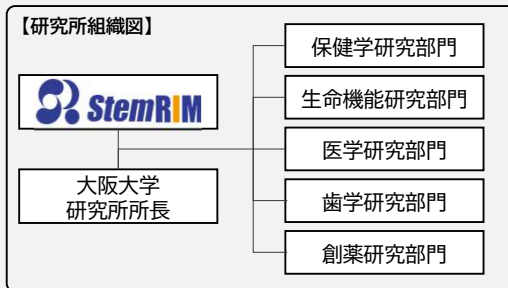 【研究所組織図】
StemRIM
大阪大学
研究所所長
保健学研究部門
生命機能研究部門
医学研究部門
歯学研究部門
創薬研究部門